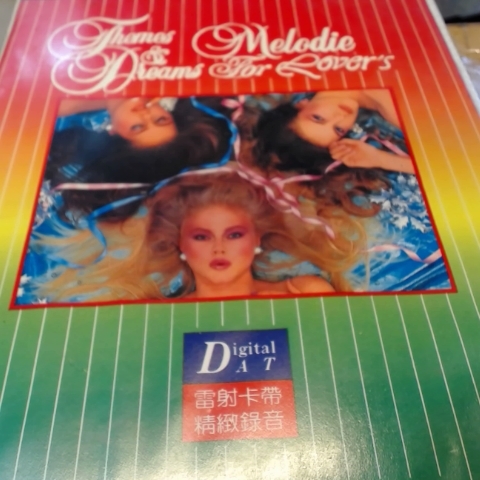 Themes Melodie
&
Dreams For Lover's
Digital
A T
雷射卡帶
精緻錄音